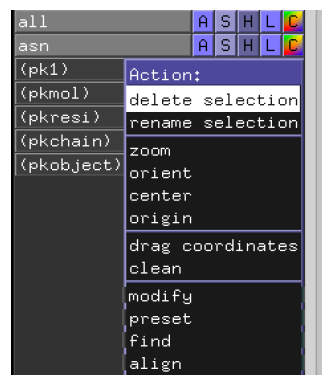 all A S H L C
asn A S H L C
(pk1)
(pkmol)
(pkresi)
(pkchain)
(pkobject)
Action:
delete selection
rename selection
zoom
orient
center
origin
drag coordinates
clean
modify
preset
find
align